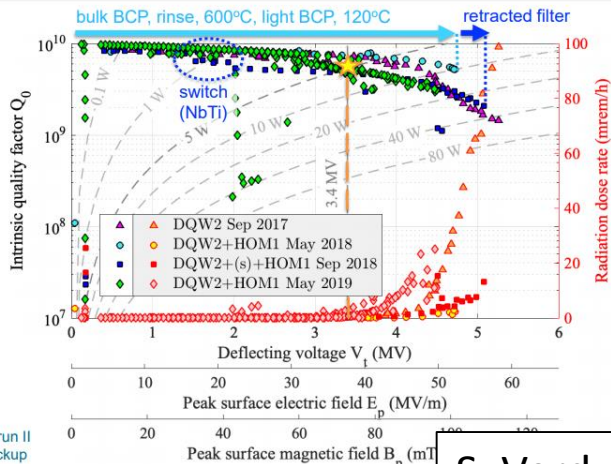 bulk BCP, rinse, 600°C, light BCP, 120°C
retracted filter
switch
(NbTi)
0.1 W
1 W
5 W
10 W
20 W
40 W
80 W
3.4 MV
Intrinsic quality factor Q₀
10¹⁰
10⁹
10⁸
10⁷
Radiation dose rate (mrem/h)
100
80
60
40
20
0
DQW2 Sep 2017
DQW2+HOM1 May 2018
DQW2+(s)+HOM1 Sep 2018
DQW2+HOM1 May 2019
0 1 2 3 4 5 6
Deflecting voltage Vₜ (MV)
0 10 20 30 40 50 60
Peak surface electric field Eₚ (MV/m)
0 20 40 60 80 120
Peak surface magnetic field Bₚ (mT
run II
ckup